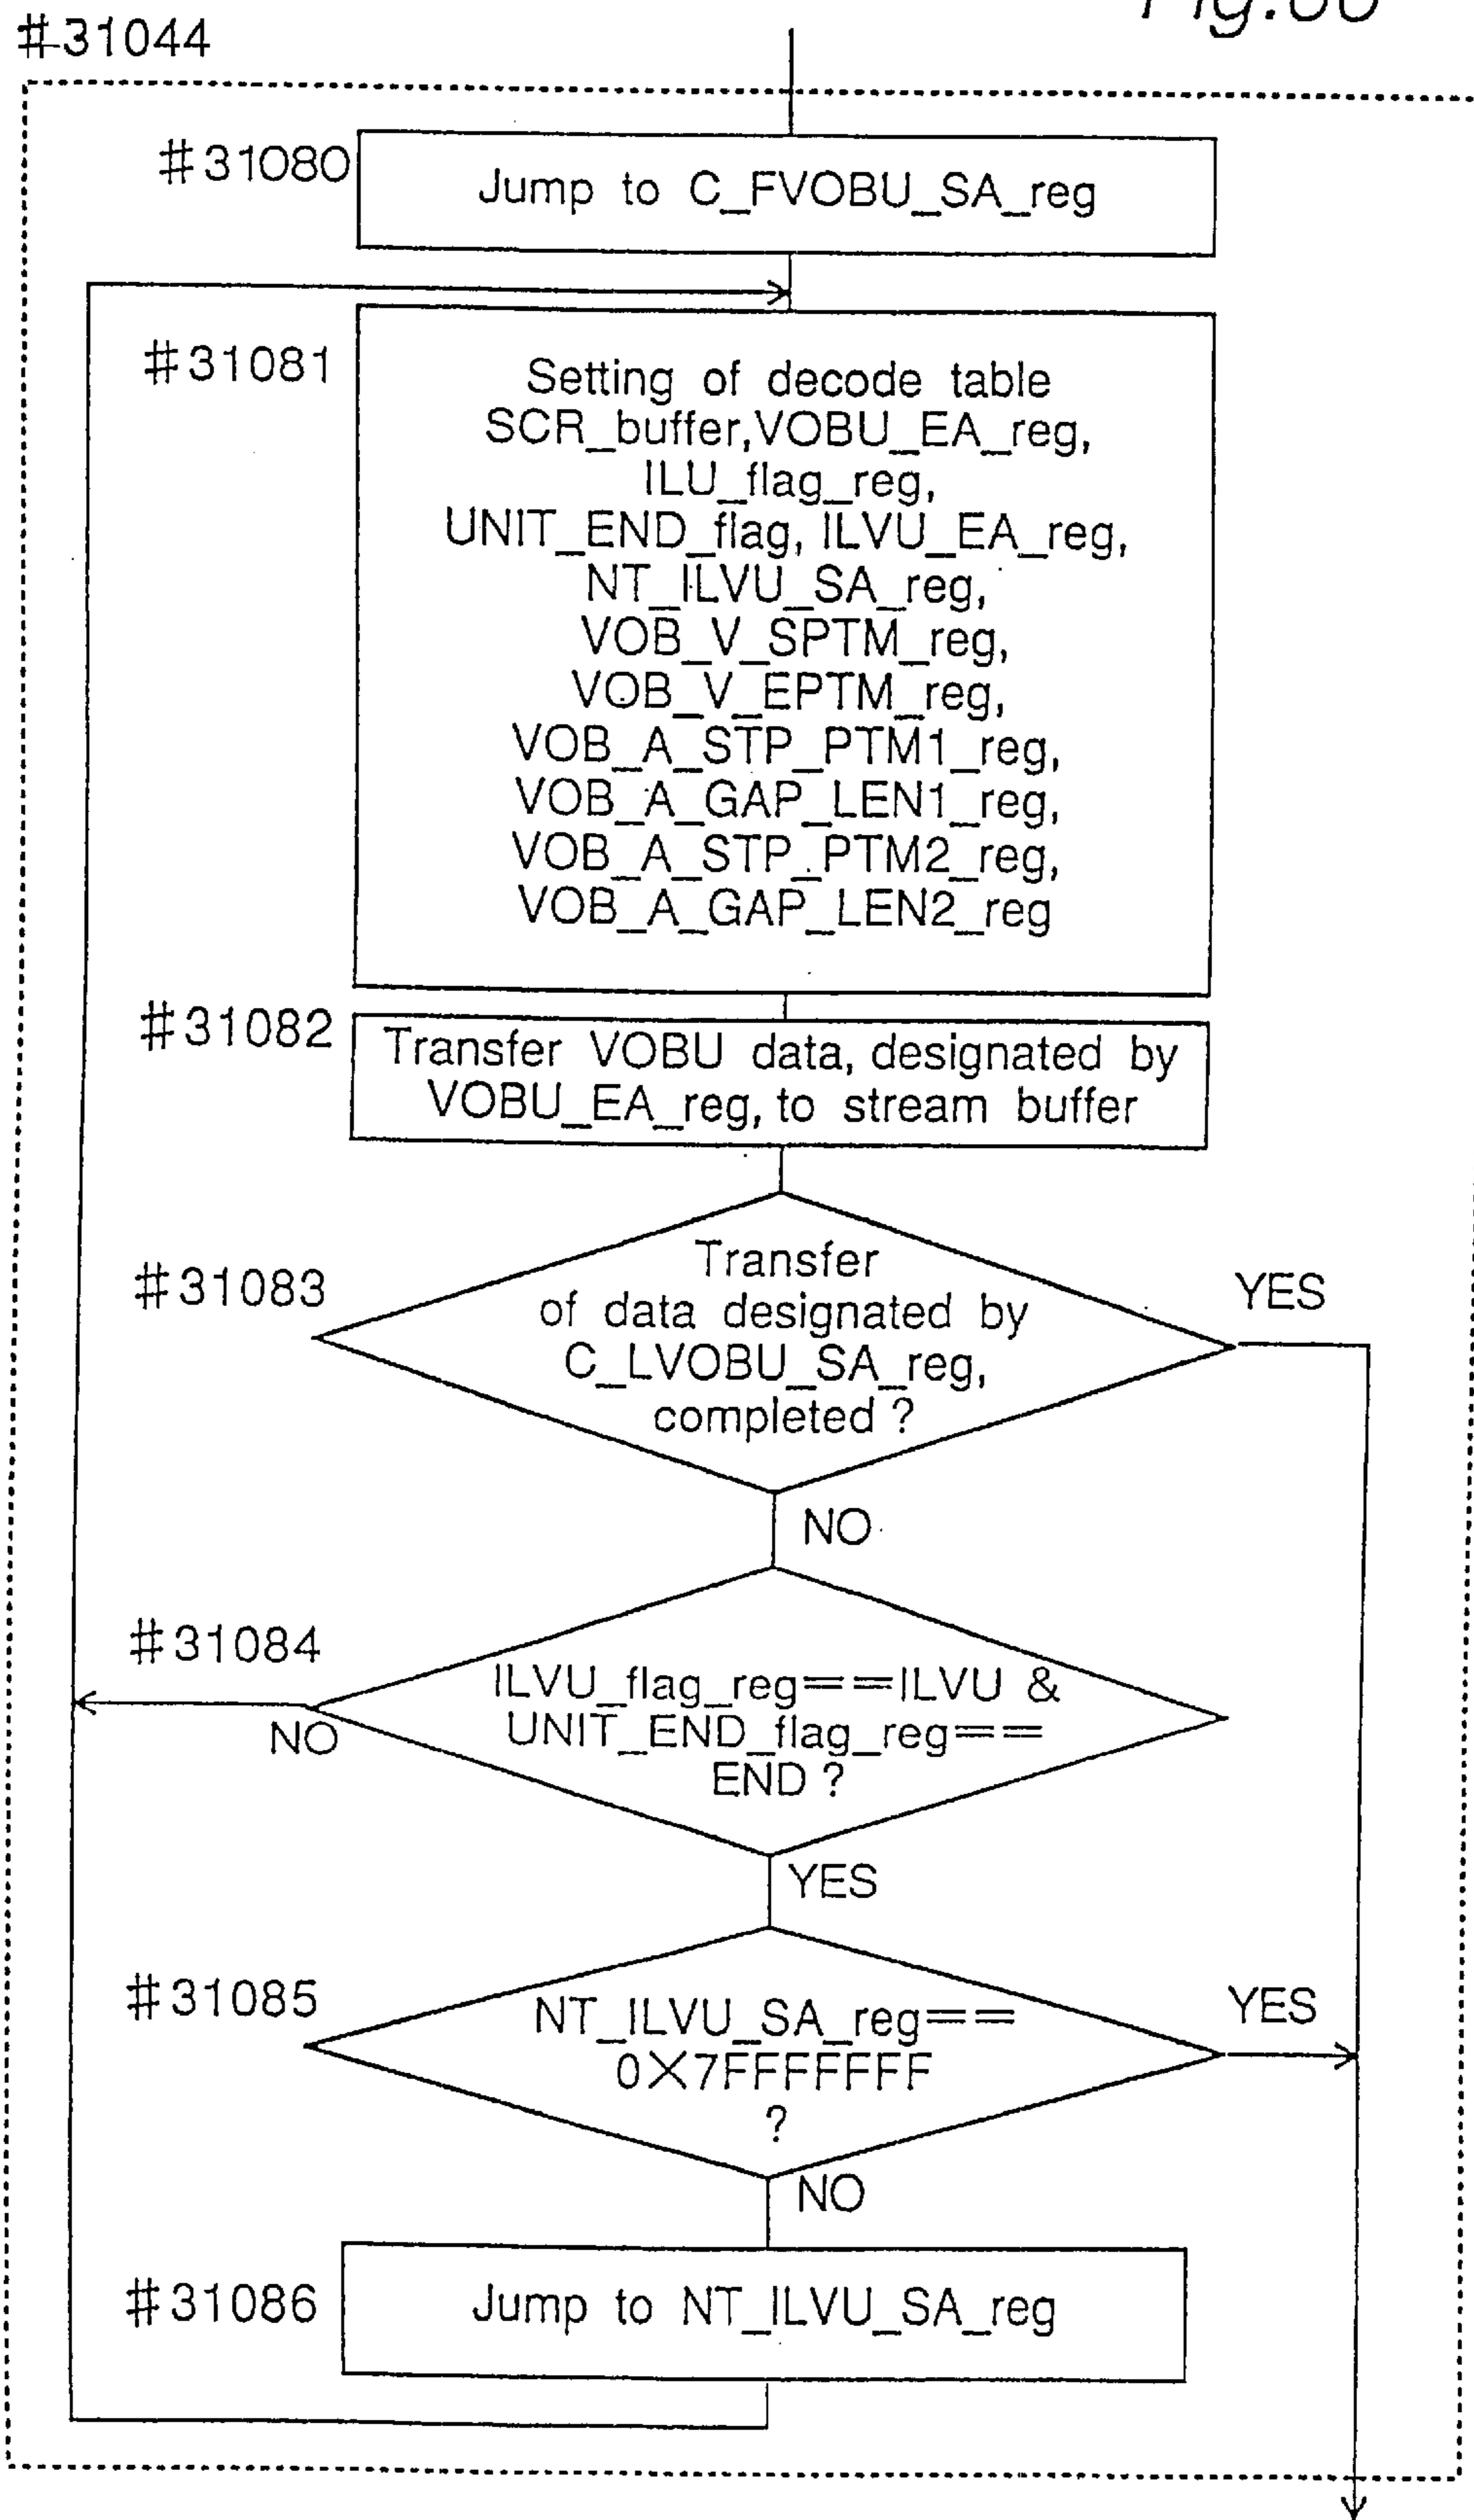 #31044
#31080
Jump to C_FVOBU_SA_reg
#31081
Setting of decode table
SCR_buffer,VOBU_EA_reg,
ILU_flag_reg,
UNIT_END_flag, ILVU_EA_reg,
NT_ILVU_SA_reg,
VOB_V_SPTM_reg,
VOB_V_EPTM_reg,
VOB_A_STP_PTM1_reg,
VOB_A_GAP_LEN1_reg,
VOB_A_STP_PTM2_reg,
VOB_A_GAP_LEN2_reg
#31082
Transfer VOBU data, designated by
VOBU_EA_reg, to stream buffer
#31083
Transfer
of data designated by
C_LVOBU_SA_reg,
completed ?
YES
NO
#31084
ILVU_flag_reg==ILVU &
UNIT_END_flag_reg==
END ?
NO
YES
#31085
NT_ILVU_SA_reg==
0X7FFFFFFF
?
YES
NO
#31086
Jump to NT_ILVU_SA_reg